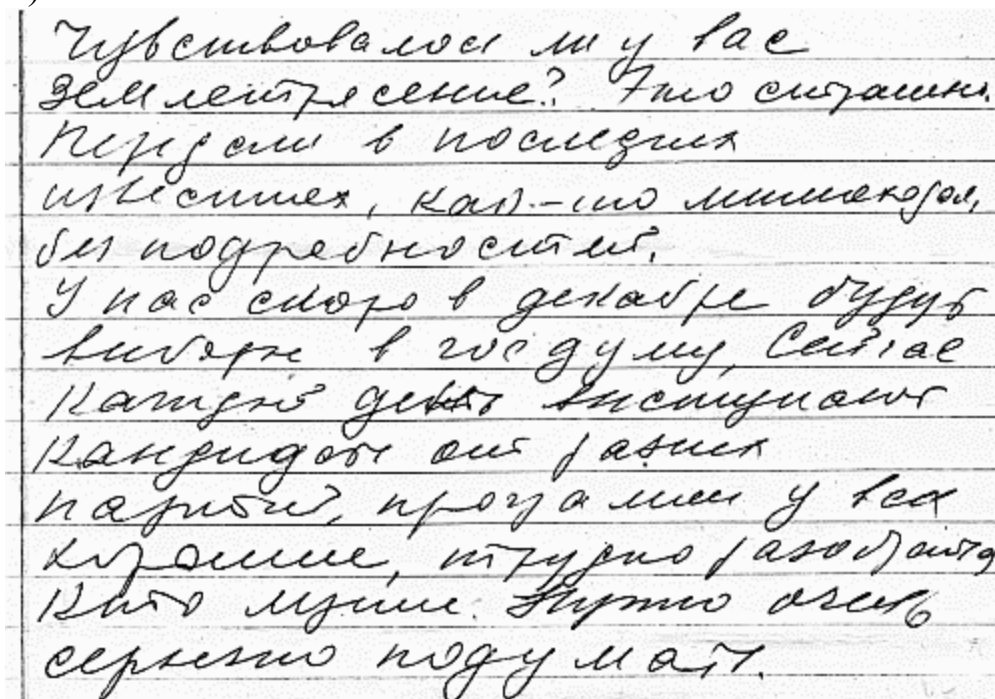 Чувствовалось ли у вас
землетрясение? Это страшно.
Передали в последних
известиях, как-то мимоходом,
без подробностей.
У нас скоро в декабре будут
выборы в госдуму. Сейчас
каждый день выступают
кандидаты от разных
партий, программы у всех
хорошие, трудно разобраться
кто лучше. Нужно очень
серьезно подумать.